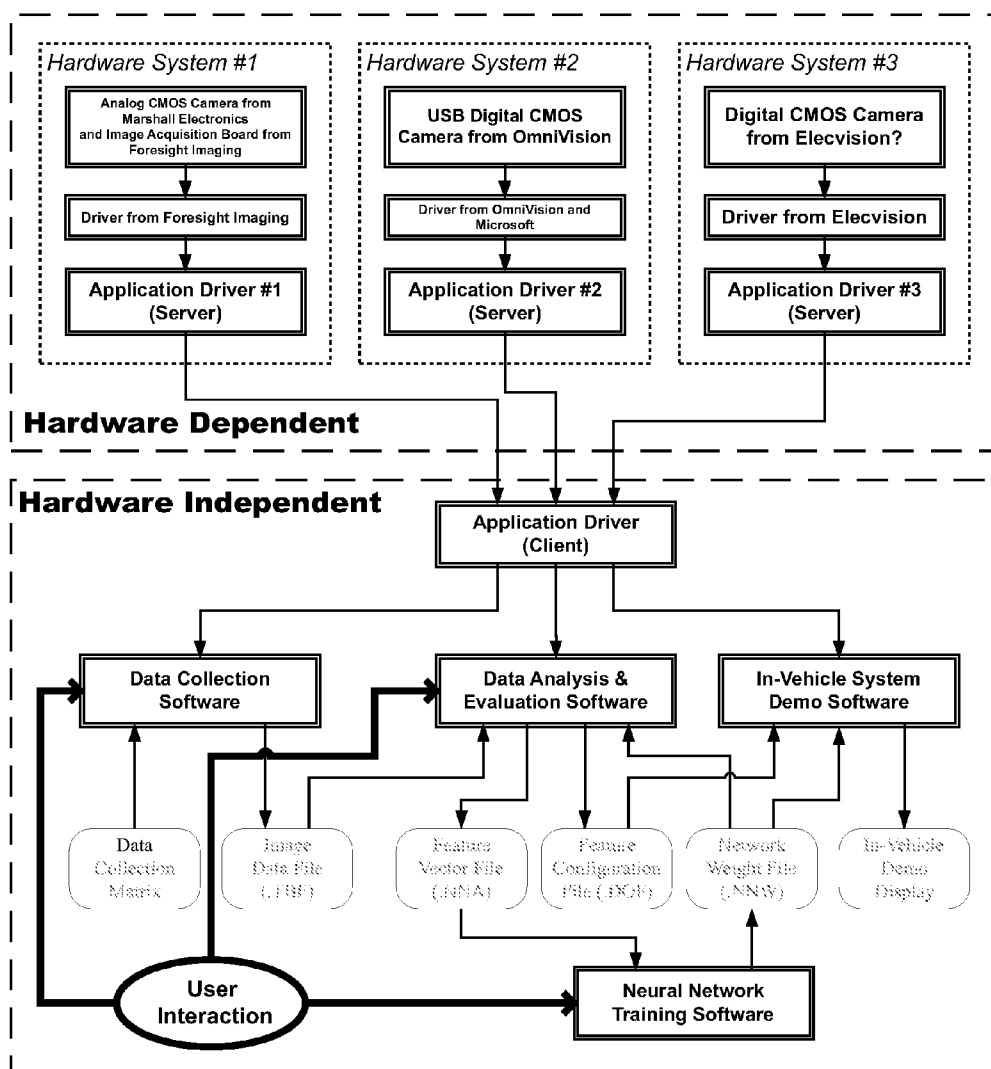 Hardware System #1
Analog CMOS Camera from
Marshall Electronics
and Image Acquisition Board from
Foresight Imaging
Driver from Foresight Imaging
Application Driver #1
(Server)
Hardware System #2
USB Digital CMOS
Camera from OmniVision
Driver from OmniVision and
Microsoft
Application Driver #2
(Server)
Hardware System #3
Digital CMOS Camera
from Elecvision?
Driver from Elecvision
Application Driver #3
(Server)
Hardware Dependent
Hardware Independent
Application Driver
(Client)
Data Collection
Software
Data Analysis &
Evaluation Software
In-Vehicle System
Demo Software
Data
Collection
Matrix
Image
Data File
Feature
Vector File
(.NNA)
Feature
Configuration
File (.DCF)
Network
Weight File
(.NNW)
In-Vehicle
Demo
Display
User
Interaction
Neural Network
Training Software